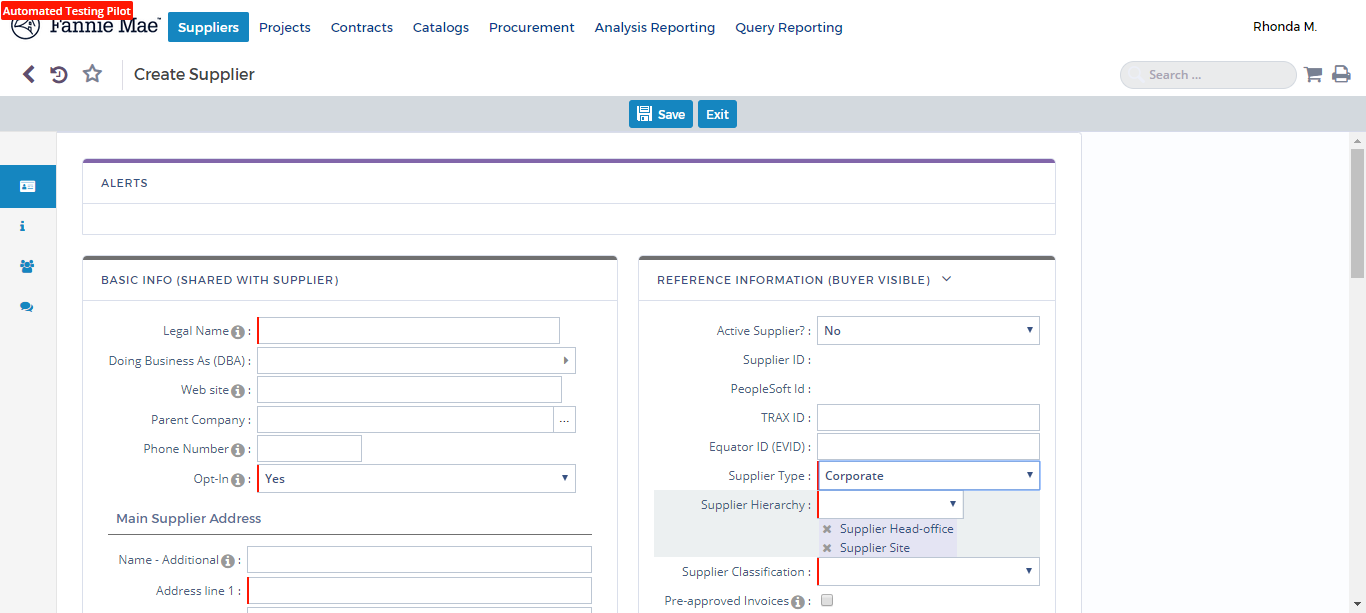 Automated Testing Pilot
Fannie Mae
Suppliers Projects Contracts Catalogs Procurement Analysis Reporting Query Reporting
Rhonda M.
Create Supplier
Search ...
Save Exit
ALERTS
BASIC INFO (SHARED WITH SUPPLIER)
Legal Name :
Doing Business As (DBA) :
Web site :
Parent Company : ...
Phone Number :
Opt-In : Yes
Main Supplier Address
Name - Additional :
Address line 1 :
REFERENCE INFORMATION (BUYER VISIBLE)
Active Supplier? : No
Supplier ID :
PeopleSoft Id :
TRAX ID :
Equator ID (EVID) :
Supplier Type : Corporate
Supplier Hierarchy :
Supplier Head-office
Supplier Site
Supplier Classification :
Pre-approved Invoices :